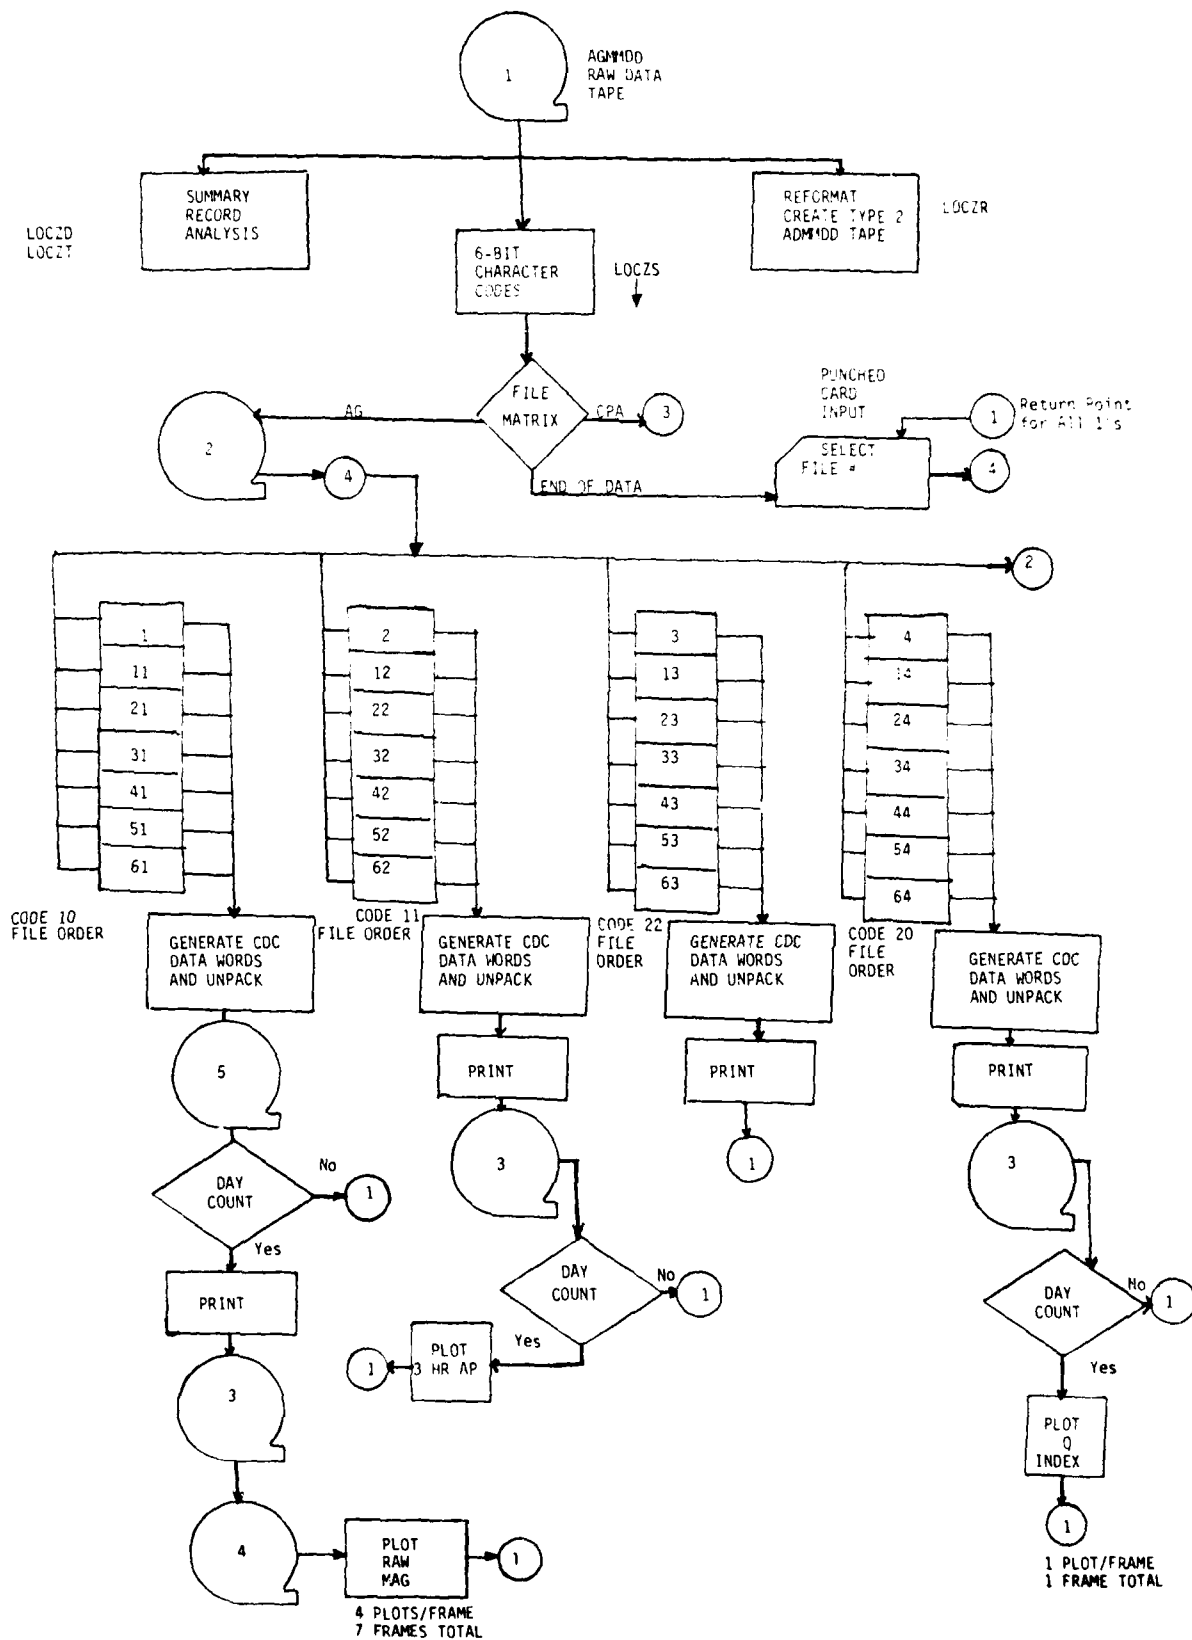 1
AGMMDD
RAW DATA
TAPE
SUMMARY
RECORD
ANALYSIS
LOCZD
LOCZT
REFORMAT
CREATE TYPE 2
ADMMDD TAPE
LOCZR
6-BIT
CHARACTER
CODES
LOCZS
FILE
MATRIX
AG
CPA
3
END OF DATA
PUNCHED
CARD
INPUT
1
Return Point
for All 1's
SELECT
FILE #
4
2
4
2
1
11
21
31
41
51
61
2
12
22
32
42
52
62
3
13
23
33
43
53
63
4
14
24
34
44
54
64
CODE 10
FILE ORDER
CODE 11
FILE ORDER
CODE 22
FILE
ORDER
CODE 20
FILE
ORDER
GENERATE CDC
DATA WORDS
AND UNPACK
GENERATE CDC
DATA WORDS
AND UNPACK
GENERATE CDC
DATA WORDS
AND UNPACK
GENERATE CDC
DATA WORDS
AND UNPACK
5
PRINT
PRINT
PRINT
DAY
COUNT
No
1
Yes
3
1
3
PRINT
DAY
COUNT
No
1
Yes
PLOT
3 HR AP
1
DAY
COUNT
No
1
Yes
3
PLOT
Q
INDEX
4
PLOT
RAW
MAG
1
4 PLOTS/FRAME
7 FRAMES TOTAL
1
1 PLOT/FRAME
1 FRAME TOTAL